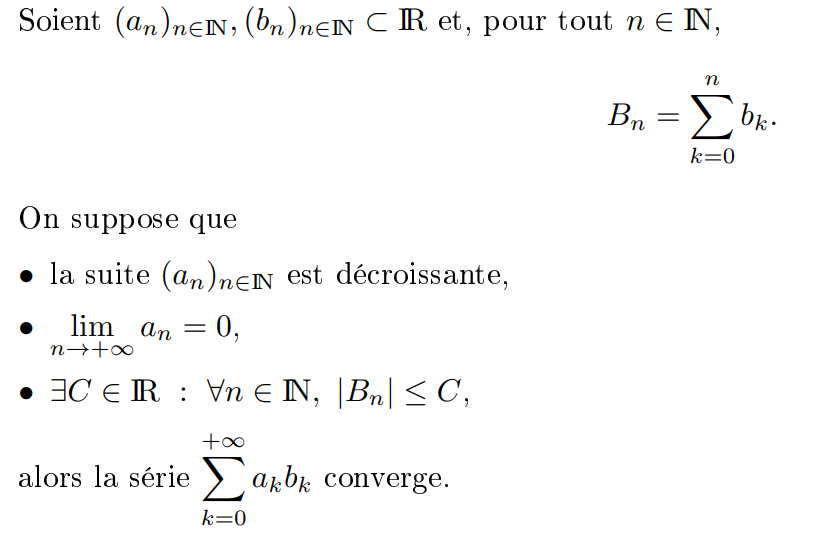 Soient $(a_n)_{n \in \mathbb{N}}, (b_n)_{n \in \mathbb{N}} \subset \mathbb{R}$ et, pour tout $n \in \mathbb{N}$,
$B_n = \sum_{k=0}^{n} b_k.$
On suppose que
• la suite $(a_n)_{n \in \mathbb{N}}$ est décroissante,
• $\lim_{n \to +\infty} a_n = 0$,
• $\exists C \in \mathbb{R} \; : \; \forall n \in \mathbb{N}, \; |B_n| \leq C$,
alors la série $\sum_{k=0}^{+\infty} a_k b_k$ converge.